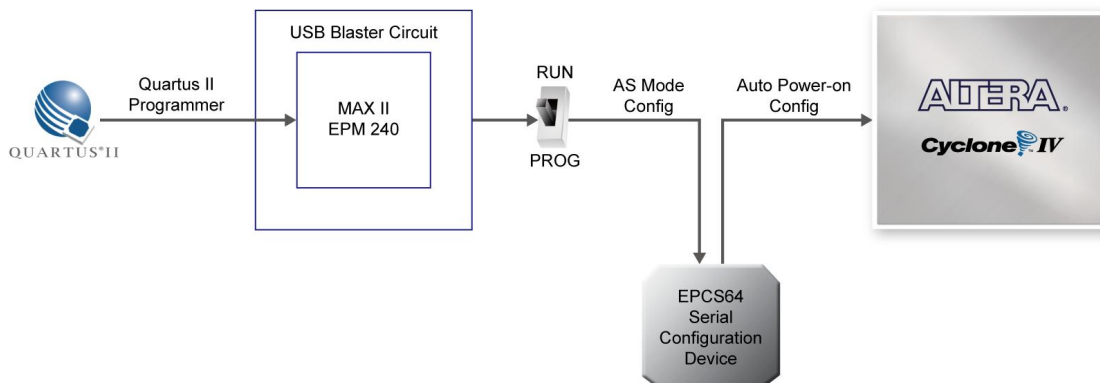 USB Blaster Circuit
Quartus II
Programmer
MAX II
EPM 240
QUARTUS®II
RUN
PROG
AS Mode
Config
Auto Power-on
Config
ALTERA®
Cyclone™ IV
EPCS64
Serial
Configuration
Device